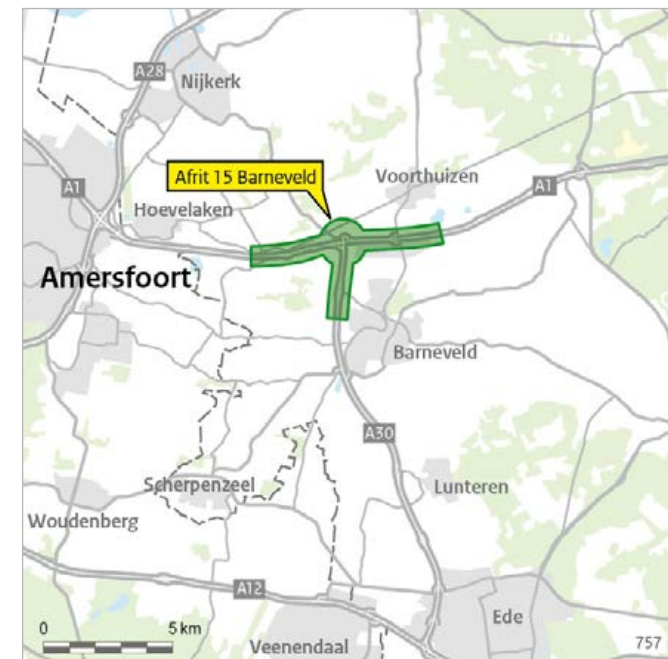 A28
Nijkerk
Afrit 15 Barneveld
Voorthuizen
A1
A1
Hoevelaken
Amersfoort
Barneveld
A30
Scherpenzeel
Lunteren
Woudenberg
A12
Ede
0 5 km
Veenendaal
757